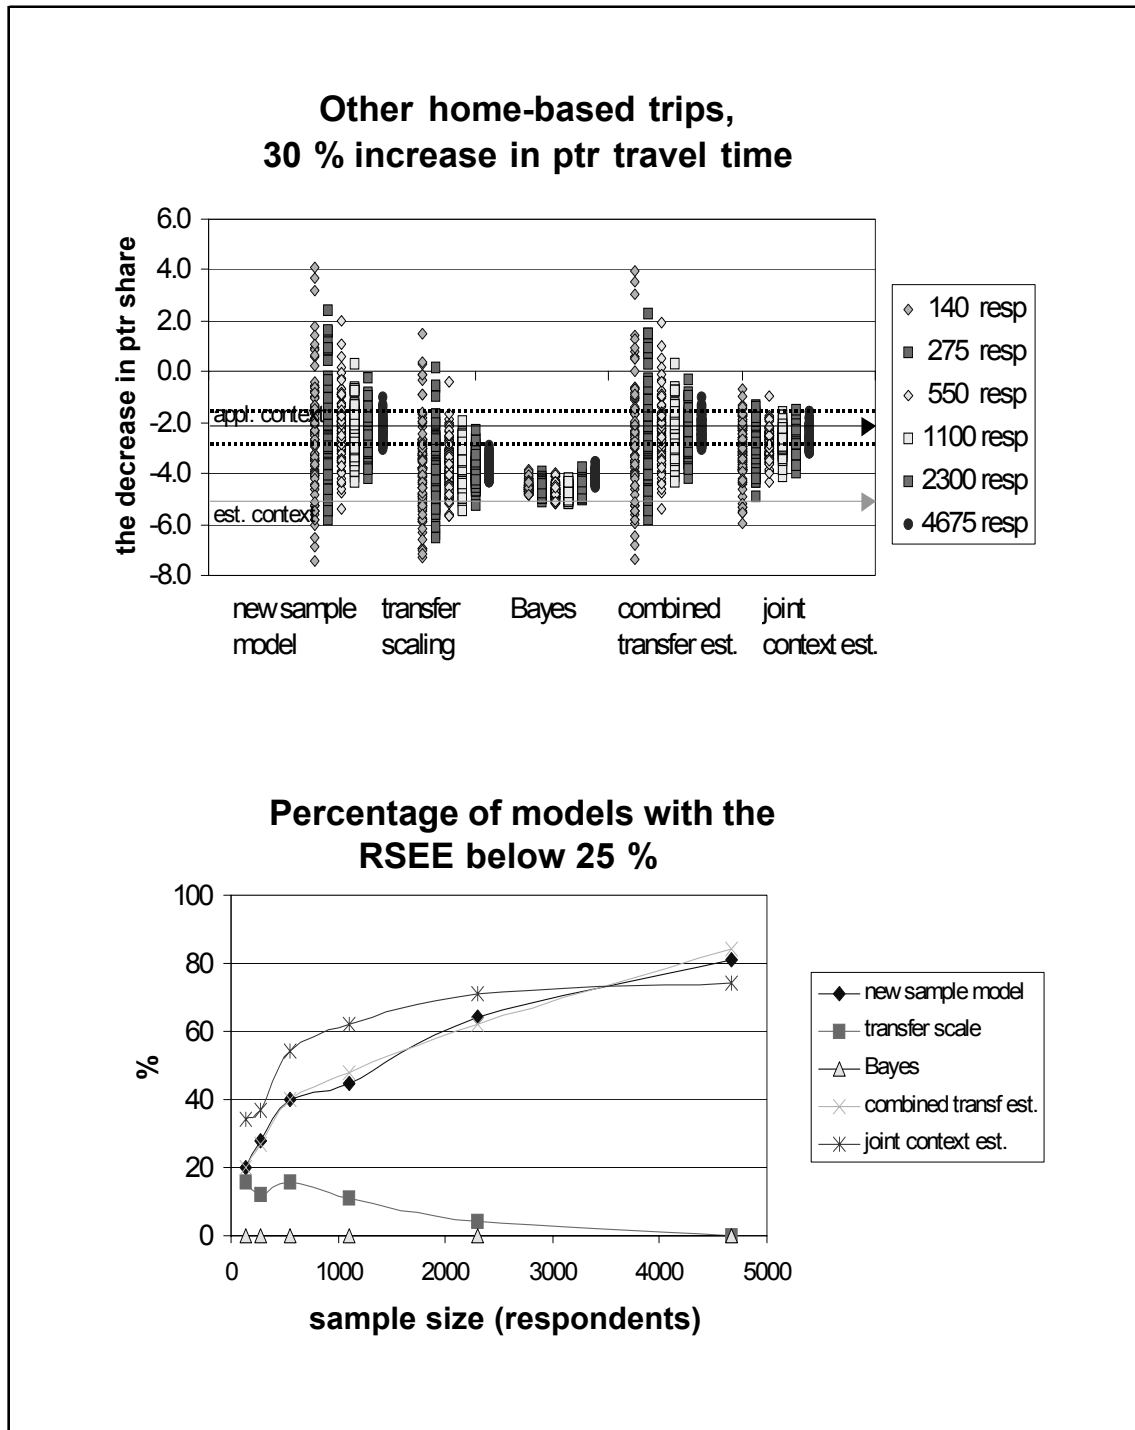 Other home-based trips,
30 % increase in ptr travel time
the decrease in ptr share
6.0
4.0
2.0
0.0
-2.0
-4.0
-6.0
-8.0
appl. context
est. context
new sample
model
transfer
scaling
Bayes
combined
transfer est.
joint
context est.
140 resp
275 resp
550 resp
1100 resp
2300 resp
4675 resp
Percentage of models with the
RSEE below 25 %
%
100
80
60
40
20
0
0 1000 2000 3000 4000 5000
sample size (respondents)
new sample model
transfer scale
Bayes
combined transf est.
joint context est.